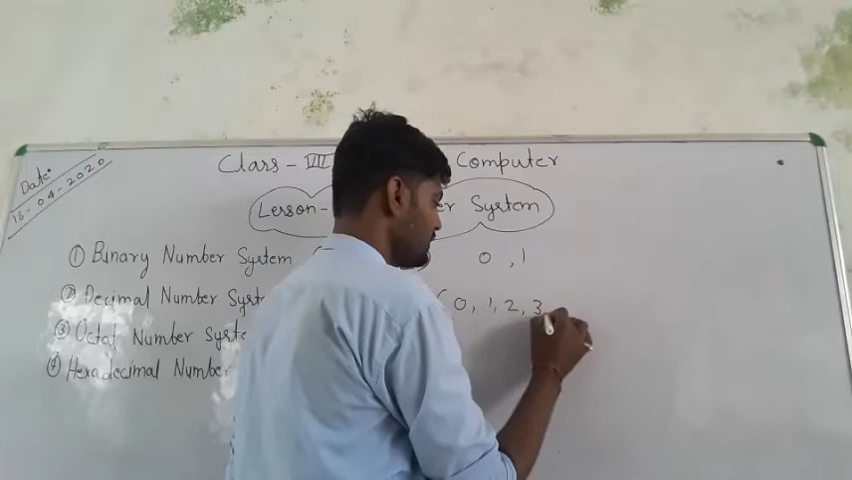 Date:
16-04-2020
Class - VII Computer
Lesson - er System
① Binary Number System ( 0, 1
② Decimal Number Syst ( 0, 1, 2, 3
③ Octal Number Syste
④ Hexadecimal Number